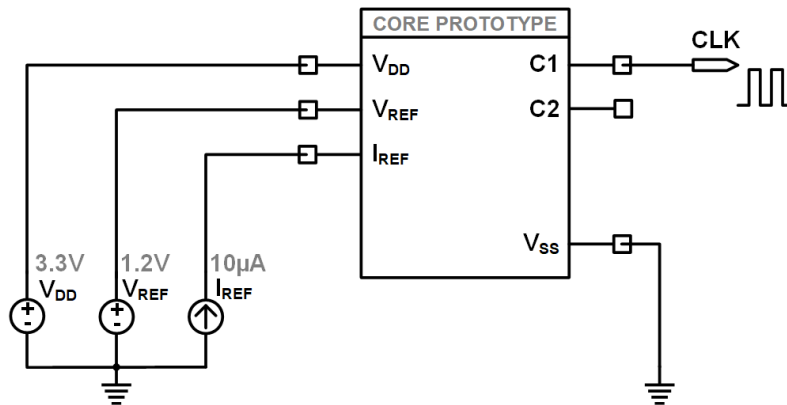 CORE PROTOTYPE
CLK
VDD
C1
VREF
C2
IREF
VSS
3.3V
1.2V
10µA
VDD
VREF
IREF